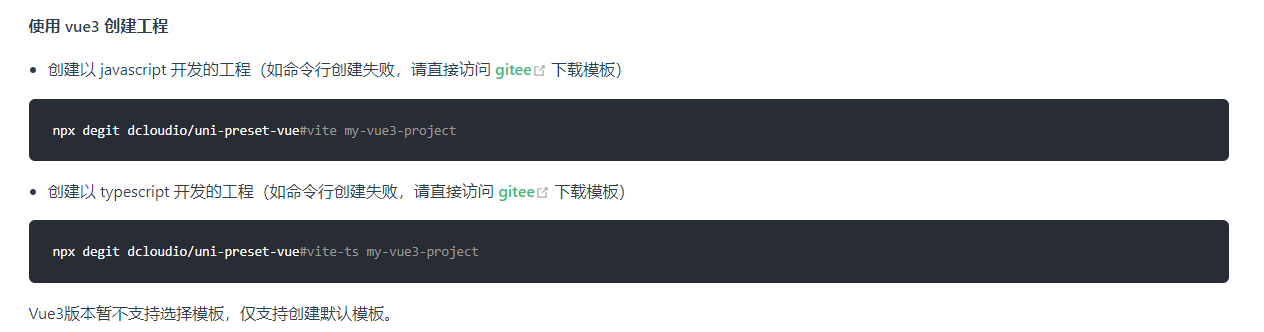 使用 vue3 创建工程
创建以 javascript 开发的工程（如命令行创建失败，请直接访问 gitee 下载模板）
npx degit dcloudio/uni-preset-vue#vite my-vue3-project
创建以 typescript 开发的工程（如命令行创建失败，请直接访问 gitee 下载模板）
npx degit dcloudio/uni-preset-vue#vite-ts my-vue3-project
Vue3版本暂不支持选择模板，仅支持创建默认模板。